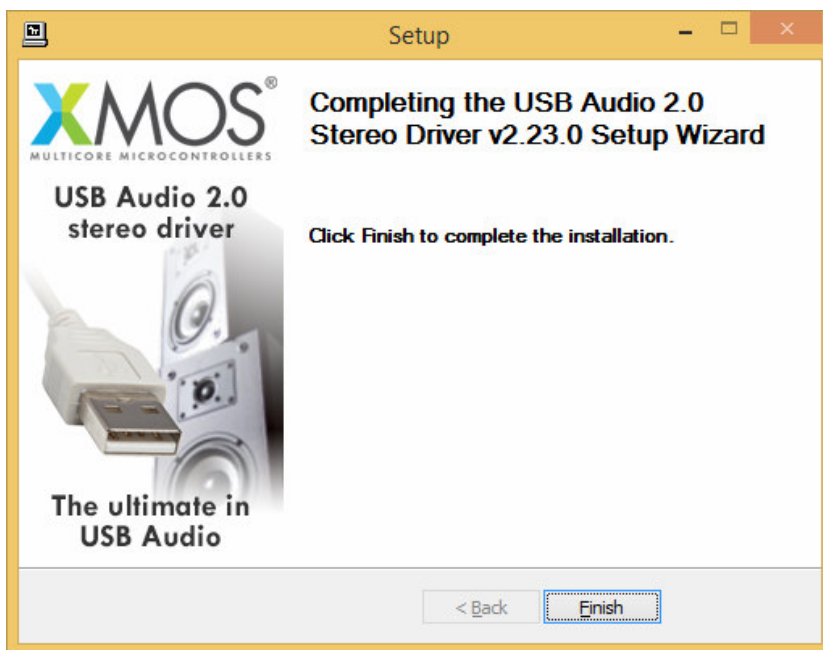 Setup
XMOS®
MULTICORE MICROCONTROLLERS
USB Audio 2.0
stereo driver
The ultimate in
USB Audio
Completing the USB Audio 2.0
Stereo Driver v2.23.0 Setup Wizard
Click Finish to complete the installation.
< Back
Finish